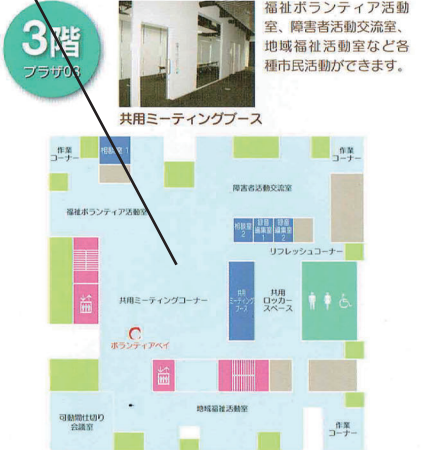 福祉ボランティア活動
室、障害者活動交流室、
地域福祉活動室など各
種市民活動ができます。
3階
プラザ03
共用ミーティングブース
作業
コーナー
相談室 1
作業
コーナー
障害者活動交流室
福祉ボランティア活動室
相談室
2
録音
編集室
1
録音
編集室
2
リフレッシュコーナー
共用ミーティングコーナー
共用
ミーティング
ブース
共用
ロッカー
スペース
ボランティアベイ
地域福祉活動室
可動間仕切り
会議室
作業
コーナー